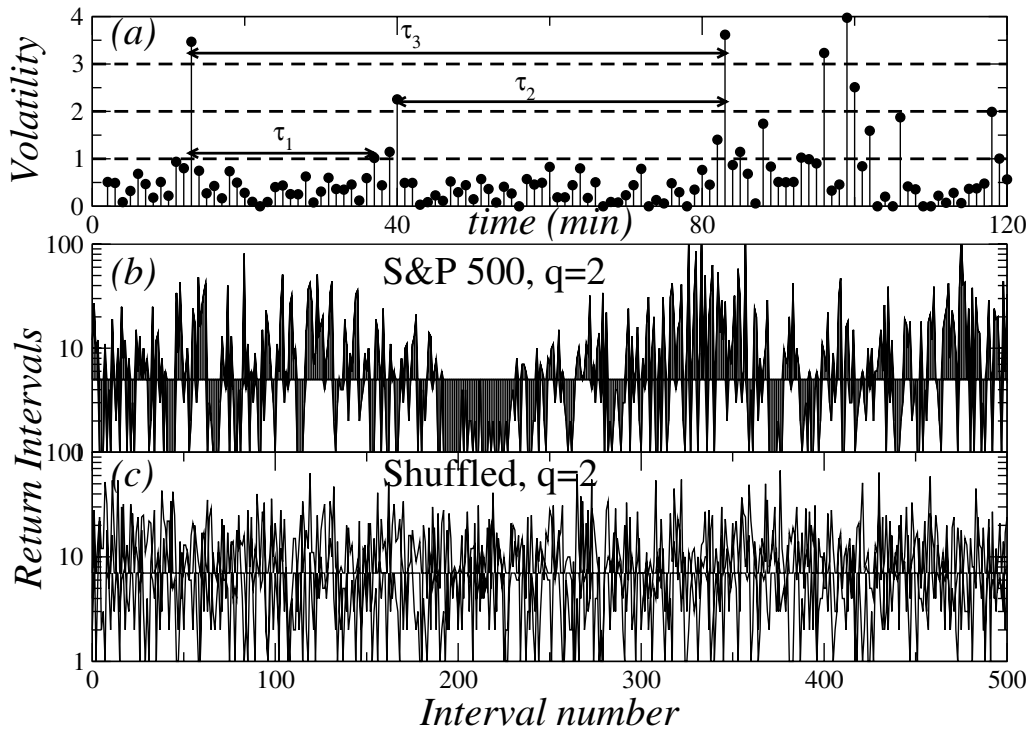 (a)
Volatility
4
3
2
1
0
τ3
τ2
τ1
0 40 80 120
time (min)
(b) S&P 500, q=2
100
10
100
1
Return Intervals
(c) Shuffled, q=2
10
1
0 100 200 300 400 500
Interval number